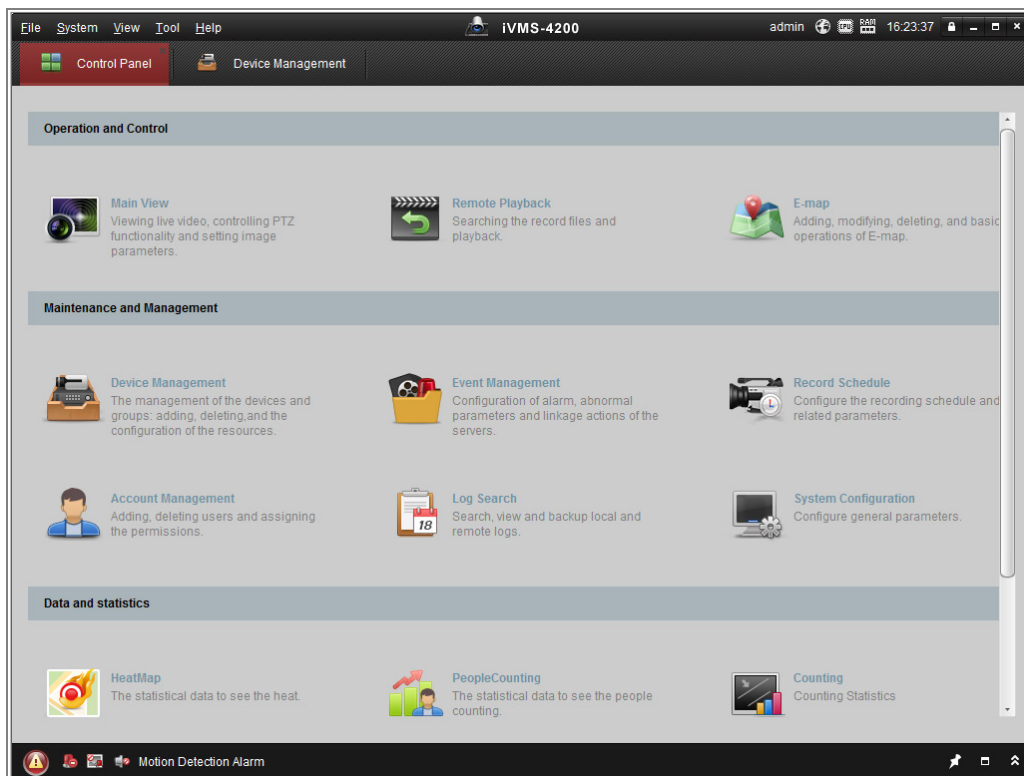 File System View Tool Help iVMS-4200 admin CPU RAM 16:23:37
Control Panel Device Management
Operation and Control
Main View
Viewing live video, controlling PTZ
functionality and setting image
parameters.
Remote Playback
Searching the record files and
playback.
E-map
Adding, modifying, deleting, and basic
operations of E-map.
Maintenance and Management
Device Management
The management of the devices and
groups: adding, deleting,and the
configuration of the resources.
Event Management
Configuration of alarm, abnormal
parameters and linkage actions of the
servers.
Record Schedule
Configure the recording schedule and
related parameters.
Account Management
Adding, deleting users and assigning
the permissions.
18
Log Search
Search, view and backup local and
remote logs.
System Configuration
Configure general parameters.
Data and statistics
HeatMap
The statistical data to see the heat.
PeopleCounting
The statistical data to see the people
counting.
Counting
Counting Statistics
Motion Detection Alarm